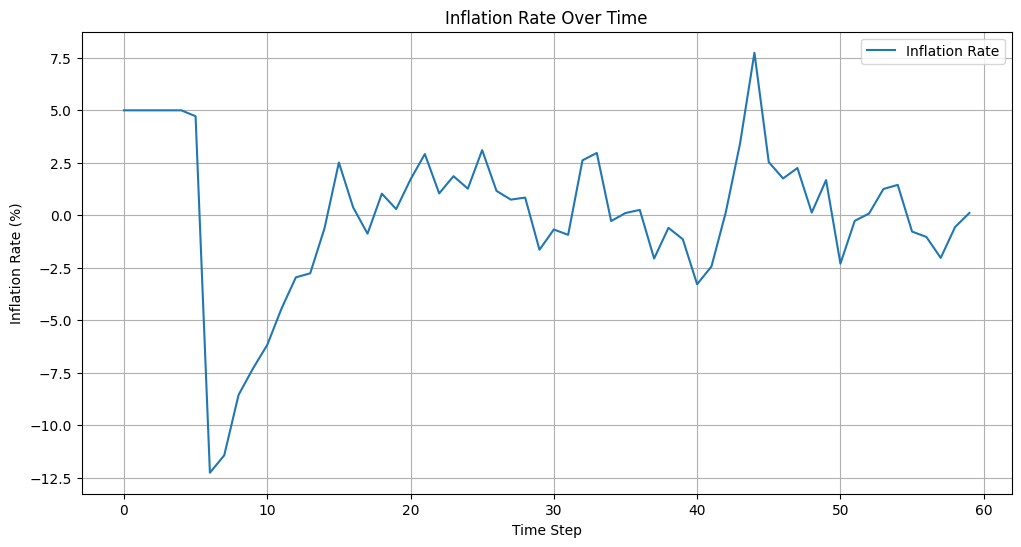 Inflation Rate Over Time
Inflation Rate
Inflation Rate (%)
7.5
5.0
2.5
0.0
−2.5
−5.0
−7.5
−10.0
−12.5
0 10 20 30 40 50 60
Time Step